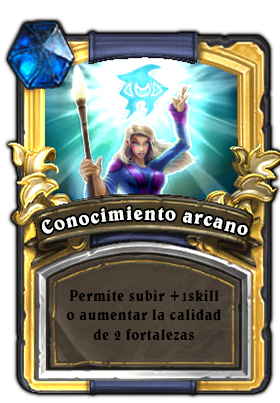 Conocimiento arcano
Permite subir +1skill
o aumentar la calidad
de 2 fortalezas